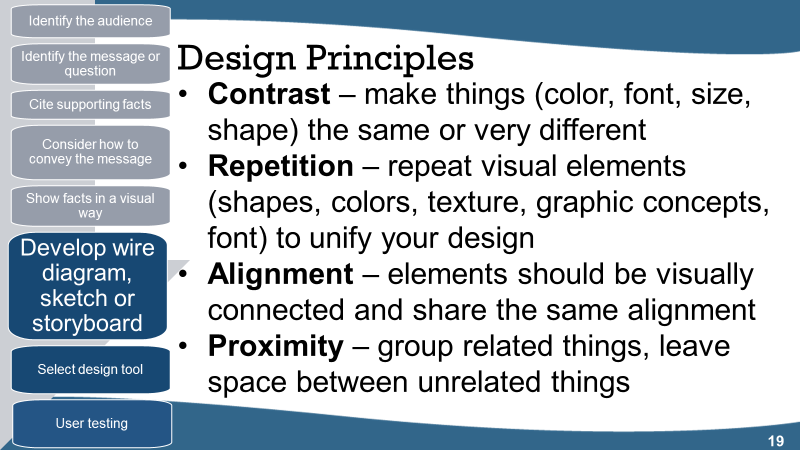 Identify the audience
Identify the message or
question
Cite supporting facts
Consider how to
convey the message
Show facts in a visual
way
Develop wire
diagram,
sketch or
storyboard
Select design tool
User testing
Design Principles
• Contrast – make things (color, font, size,
shape) the same or very different
• Repetition – repeat visual elements
(shapes, colors, texture, graphic concepts,
font) to unify your design
• Alignment – elements should be visually
connected and share the same alignment
• Proximity – group related things, leave
space between unrelated things
19